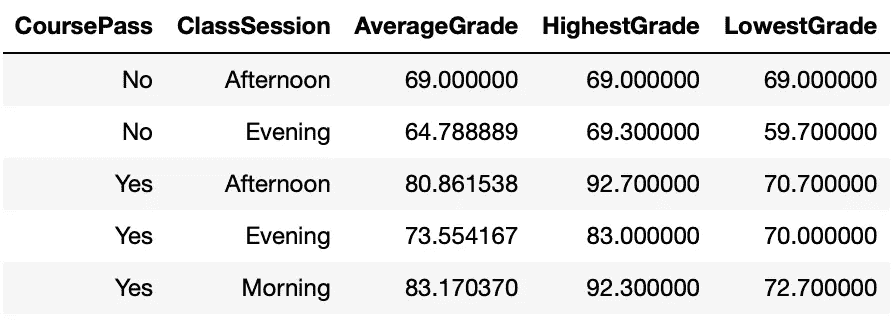 CoursePass ClassSession AverageGrade HighestGrade LowestGrade
No Afternoon 69.000000 69.000000 69.000000
No Evening 64.788889 69.300000 59.700000
Yes Afternoon 80.861538 92.700000 70.700000
Yes Evening 73.554167 83.000000 70.000000
Yes Morning 83.170370 92.300000 72.700000